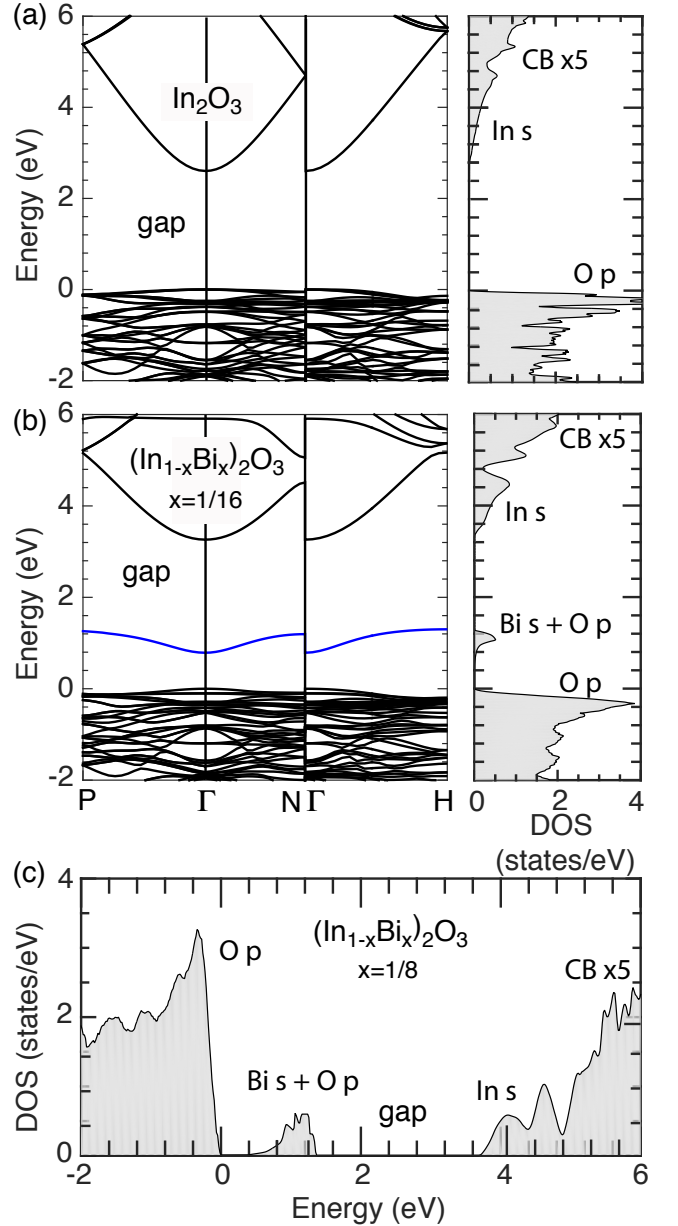 (a)
6
4
2
0
-2
Energy (eV)
In₂O₃
gap
CB x5
In s
O p
(b)
6
4
2
0
-2
Energy (eV)
(In₁₋ₓBiₓ)₂O₃
x=1/16
gap
P Γ N Γ H
CB x5
In s
Bi s + O p
O p
0 2 4
DOS
(states/eV)
(c)
4
2
0
DOS (states/eV)
O p
(In₁₋ₓBiₓ)₂O₃
x=1/8
CB x5
Bi s + O p
gap
In s
-2 0 2 4 6
Energy (eV)